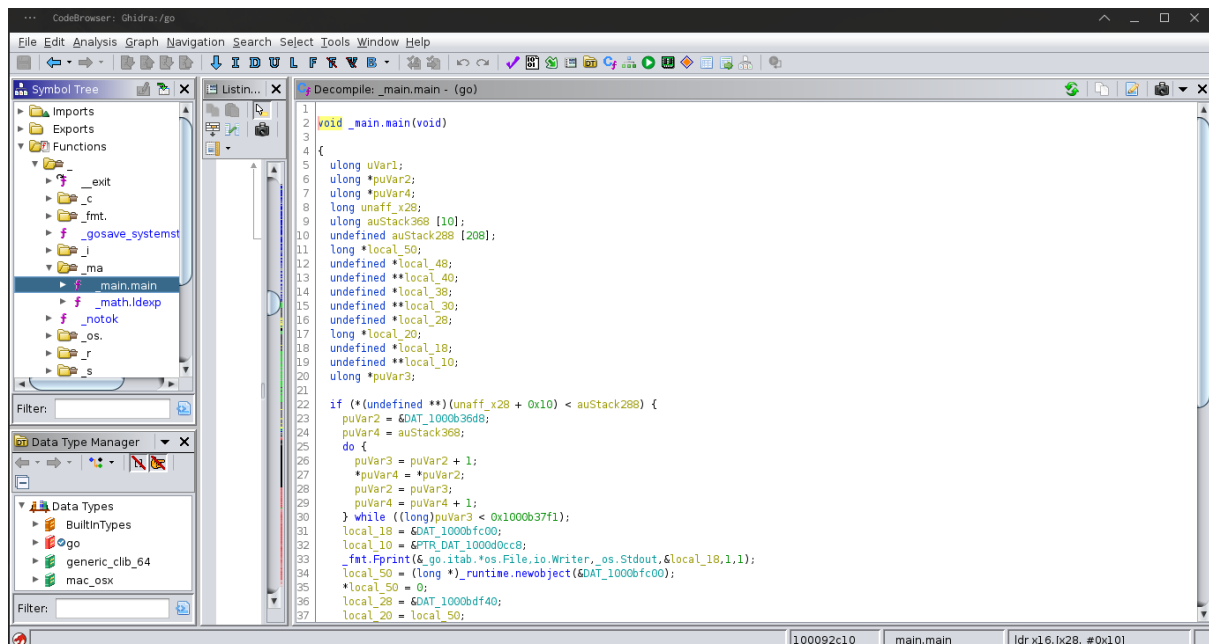 CodeBrowser: Ghidra:/go
File Edit Analysis Graph Navigation Search Select Tools Window Help
I D U L F B
Symbol Tree
Imports
Exports
Functions
_
__exit
_c
_fmt.
_gosave_systemst
_i
_ma
_main.main
_math.ldexp
_notok
_os.
_r
_s
Filter:
Data Type Manager
Data Types
BuiltInTypes
go
generic_clib_64
mac_osx
Filter:
Listin...
Decompile: _main.main - (go)
1
2 void _main.main(void)
3
4 {
5 ulong uVar1;
6 ulong *puVar2;
7 ulong *puVar4;
8 long unaff_x28;
9 ulong auStack368 [10];
10 undefined auStack288 [208];
11 long *local_50;
12 undefined *local_48;
13 undefined **local_40;
14 undefined *local_38;
15 undefined **local_30;
16 undefined *local_28;
17 long *local_20;
18 undefined *local_18;
19 undefined **local_10;
20 ulong *puVar3;
21
22 if (*(undefined **)(unaff_x28 + 0x10) < auStack288) {
23 puVar2 = &DAT_1000b36d8;
24 puVar4 = auStack368;
25 do {
26 puVar3 = puVar2 + 1;
27 *puVar4 = *puVar2;
28 puVar2 = puVar3;
29 puVar4 = puVar4 + 1;
30 } while ((long)puVar3 < 0x1000b37f1);
31 local_18 = &DAT_1000bfc00;
32 local_10 = &PTR_DAT_1000d0cc8;
33 _fmt.Fprint(&_go.itab.*os.File,io.Writer,_os.Stdout,&local_18,1,1);
34 local_50 = (long *)_runtime.newobject(&DAT_1000bfc00);
35 *local_50 = 0;
36 local_28 = &DAT_1000bdf40;
37 local_20 = local_50;
100092c10 _main.main ldr x16,[x28, #0x10]